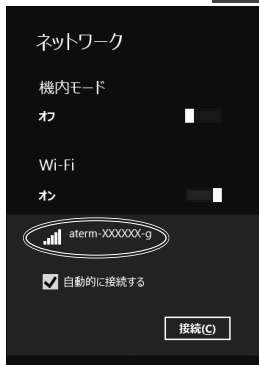 ネットワーク
機内モード
オフ
Wi-Fi
オン
aterm-XXXXXX-g
自動的に接続する
接続(C)